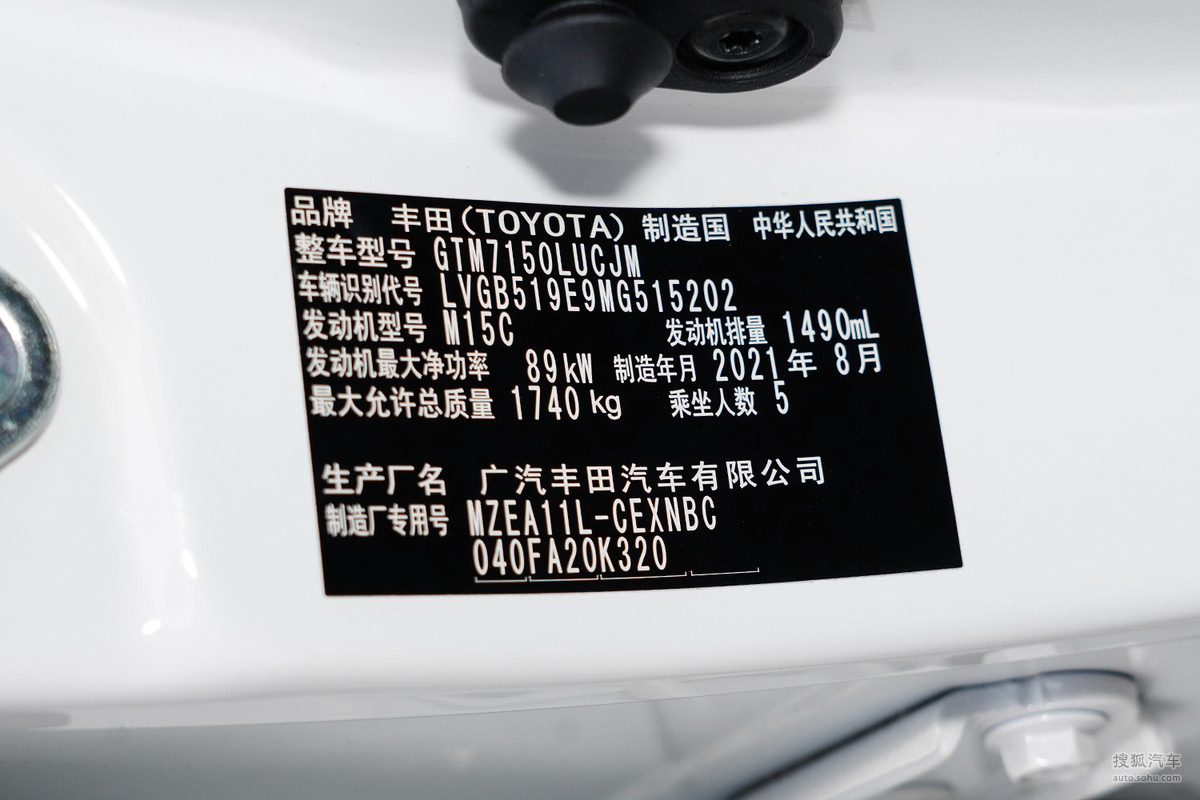 品牌 丰田(TOYOTA) 制造国 中华人民共和国
整车型号 GTM7150LUCJM
车辆识别代号 LVGB519E9MG515202
发动机型号 M15C 发动机排量 1490mL
发动机最大净功率 89kW 制造年月 2021年 8月
最大允许总质量 1740kg 乘坐人数 5
生产厂名 广汽丰田汽车有限公司
制造厂专用号 MZEA11L-CEXNBC
040FA20K320
搜狐汽车
auto.sohu.com